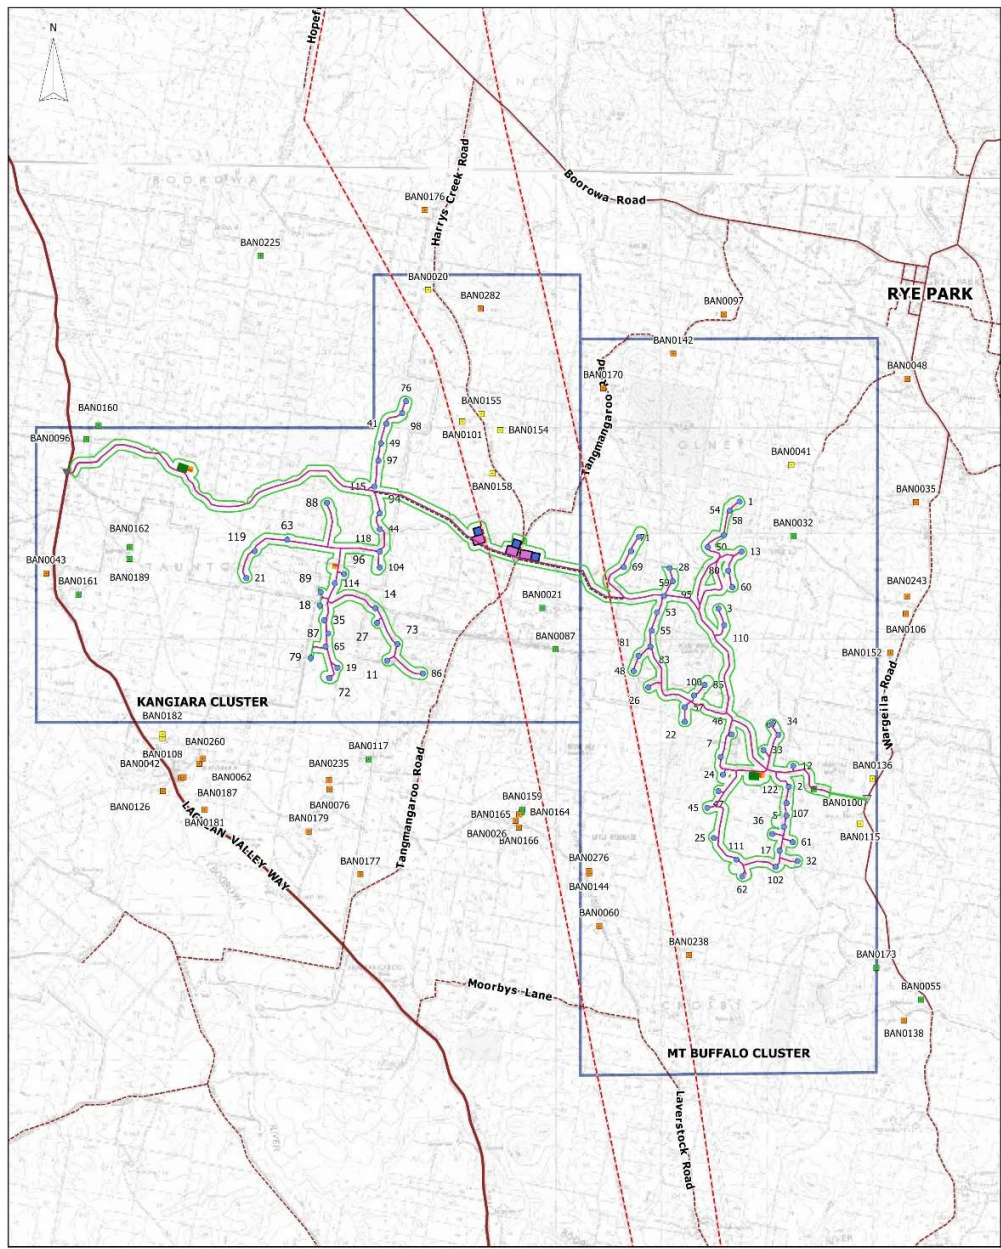 N
Hopef
Harrys Creek Road
Boorowa Road
BAN0176
BAN0225
BAN0020
BAN0282
BAN0097
RYE PARK
BAN0142
BAN0170
BAN0048
Tangmangaroo Road
76
BAN0160
BAN0155
41
98
BAN0096
BAN0101
BAN0154
49
BAN0041
97
BAN0158
115
94
88
1
BAN0035
54
58
44
BAN0162
63
118
71
BAN0032
119
50
13
BAN0043
96
104
69
28
80
BAN0161
BAN0189
21
89
114
59
60
BAN0243
14
95
18
BAN0021
53
3
BAN0106
35
73
55
110
87
27
81
65
BAN0087
83
BAN0152
79
19
11
86
48
72
100
85
26
KANGIARA CLUSTER
37
Wargeila Road
BAN0182
22
46
34
BAN0108
BAN0260
7
33
BAN0042
BAN0117
24
12
BAN0136
BAN0062
BAN0235
122
2
BAN0126
BAN0187
BAN0076
BAN0159
BAN0100
BAN0164
45
47
BAN0181
BAN0165
107
5
BAN0179
BAN0026
BAN0166
36
BAN0115
LACHLAN VALLEY WAY
Tangmangaroo Road
25
61
17
BAN0177
BAN0276
111
32
62
102
BAN0144
BAN0060
BAN0238
BAN0173
Moorbys Lane
BAN0055
BAN0138
MT BUFFALO CLUSTER
Laverstock Road